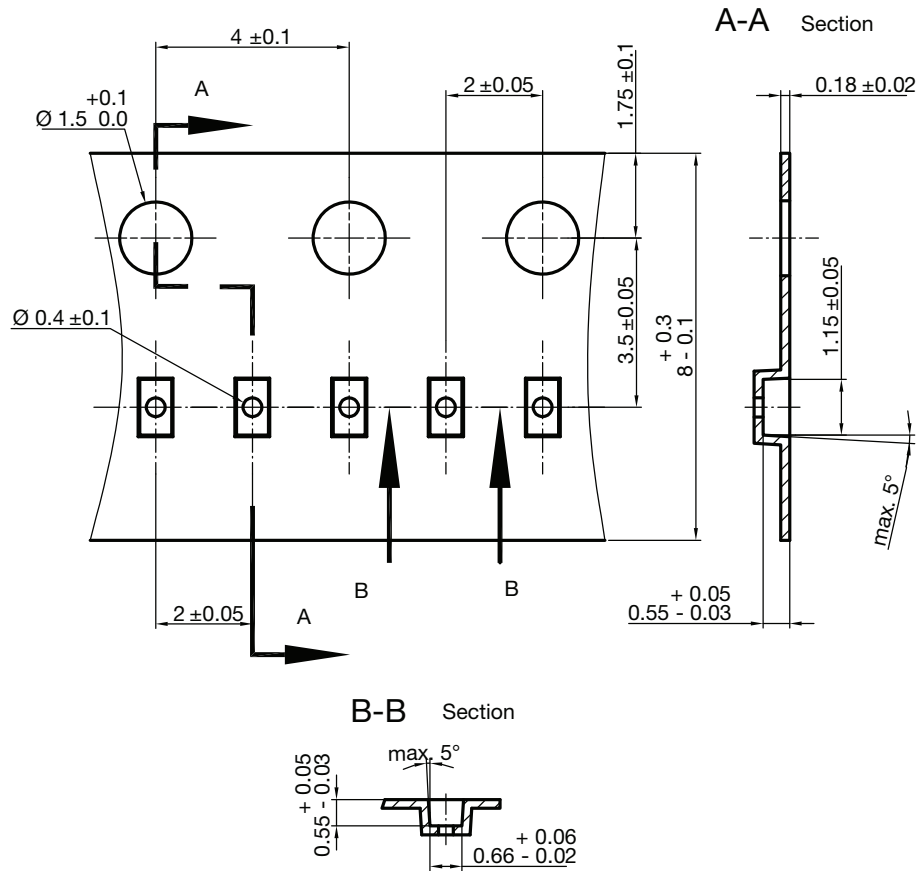 A-A Section
4 ±0.1
A
2 ±0.05
1.75 ±0.1
0.18 ±0.02
+0.1
Ø 1.5 0.0
Ø 0.4 ±0.1
3.5 ±0.05
+ 0.3
8 - 0.1
1.15 ±0.05
max. 5°
B
B
2 ±0.05
A
+ 0.05
0.55 - 0.03
B-B Section
max. 5°
+ 0.05
0.55 - 0.03
+ 0.06
0.66 - 0.02